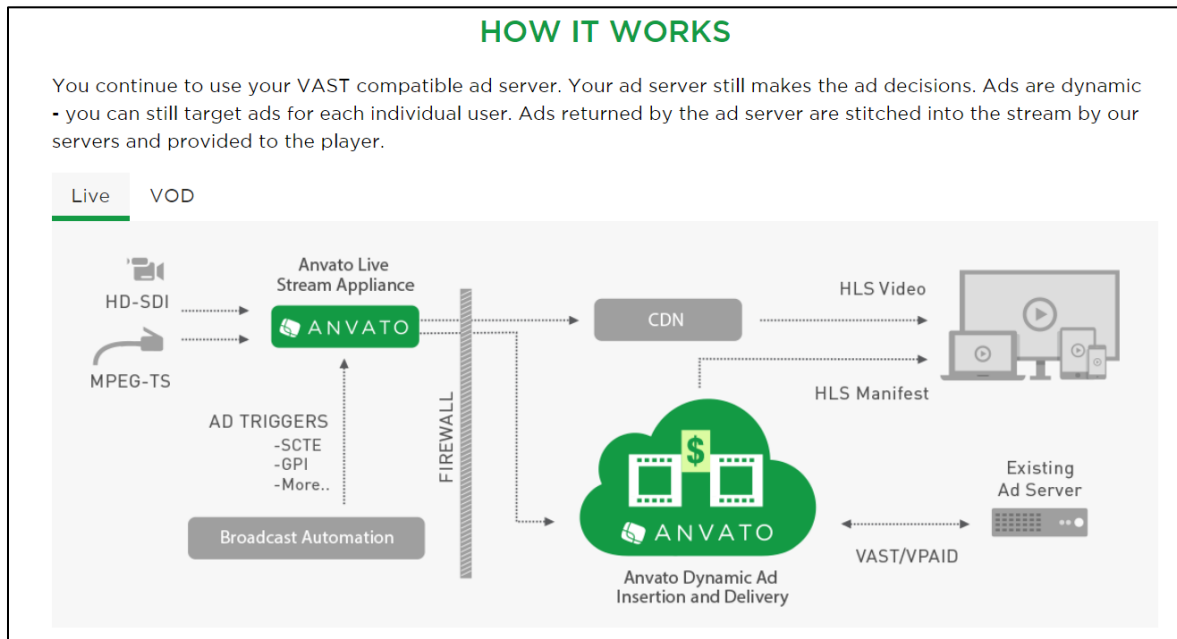 HOW IT WORKS
You continue to use your VAST compatible ad server. Your ad server still makes the ad decisions. Ads are dynamic
- you can still target ads for each individual user. Ads returned by the ad server are stitched into the stream by our
servers and provided to the player.
Live VOD
Anvato Live
Stream Appliance
HD-SDI
ANVATO
MPEG-TS
CDN
HLS Video
HLS Manifest
AD TRIGGERS
-SCTE
-GPI
-More..
FIREWALL
Broadcast Automation
$
ANVATO
Anvato Dynamic Ad
Insertion and Delivery
Existing
Ad Server
VAST/VPAID